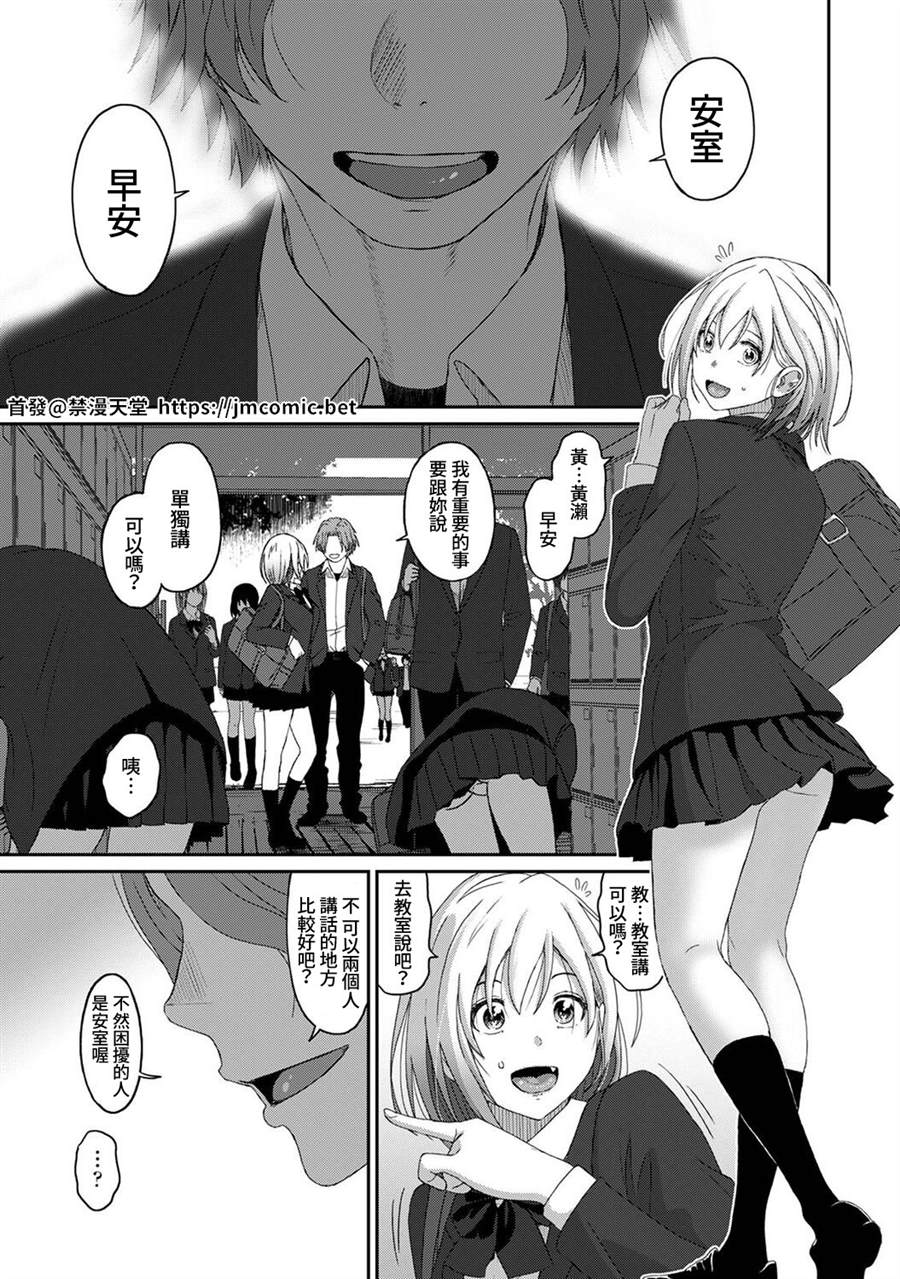 安室
早安
首發@禁漫天堂 https://jmcomic.bet
黃…黃瀨
早安
我有重要的事
要跟妳說
單獨講
可以嗎？
咦…
教…教室講
可以嗎？
去教室說吧？
不可以兩個人
講話的地方
比較好吧？
不然困擾的人
是安室喔
…？